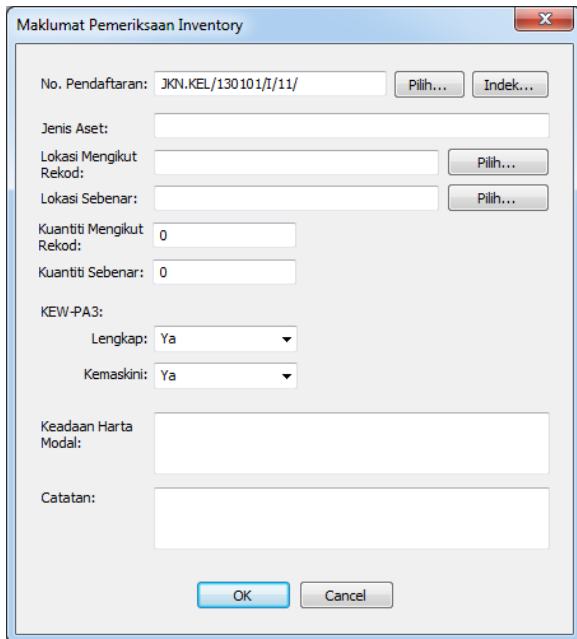 Maklumat Pemeriksaan Inventory
No. Pendaftaran: JKN.KEL/130101/I/11/ Pilih... Indek...
Jenis Aset:
Lokasi Mengikut
Rekod: Pilih...
Lokasi Sebenar: Pilih...
Kuantiti Mengikut
Rekod: 0
Kuantiti Sebenar: 0
KEW-PA3:
Lengkap: Ya
Kemaskini: Ya
Keadaan Harta
Modal:
Catatan:
OK Cancel